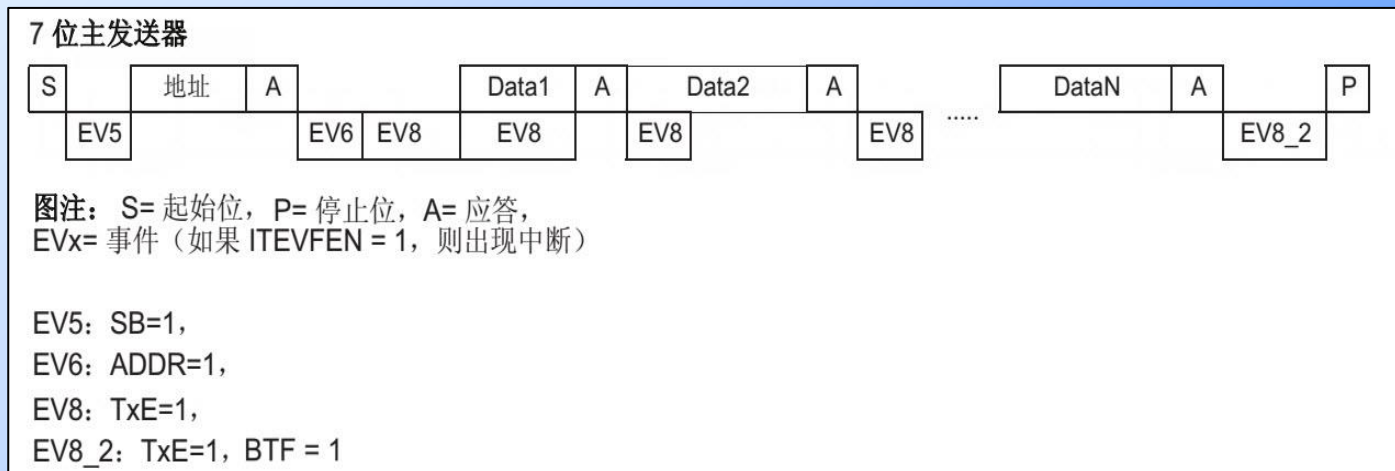 7 位主发送器
S 地址 A Data1 A Data2 A DataN A P
EV5 EV6 EV8 EV8 EV8 EV8 ..... EV8_2
图注： S= 起始位，P= 停止位，A= 应答，
EVx= 事件（如果 ITEVFEN = 1，则出现中断）
EV5：SB=1，
EV6：ADDR=1，
EV8：TxE=1，
EV8_2：TxE=1，BTF = 1